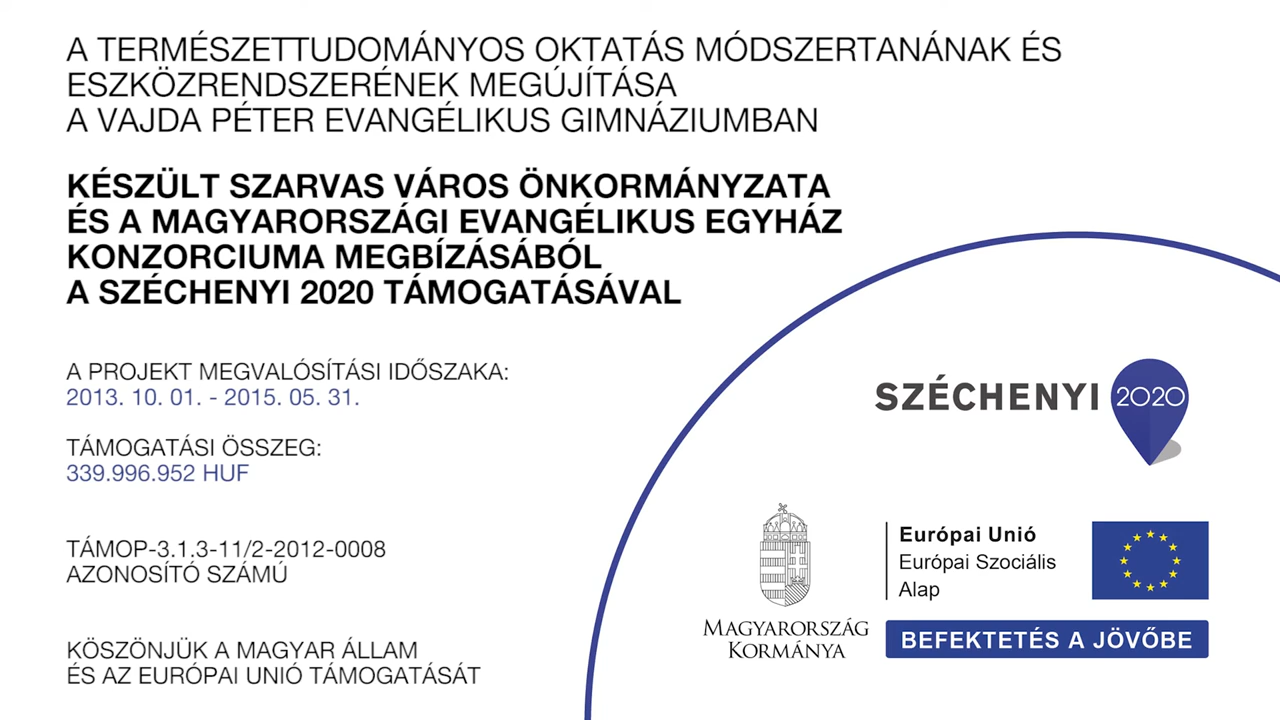 A TERMÉSZETTUDOMÁNYOS OKTATÁS MÓDSZERTANÁNAK ÉS
ESZKÖZRENDSZERÉNEK MEGÚJÍTÁSA
A VAJDA PÉTER EVANGÉLIKUS GIMNÁZIUMBAN
KÉSZÜLT SZARVAS VÁROS ÖNKORMÁNYZATA
ÉS A MAGYARORSZÁGI EVANGÉLIKUS EGYHÁZ
KONZORCIUMA MEGBÍZÁSÁBÓL
A SZÉCHENYI 2020 TÁMOGATÁSÁVAL
A PROJEKT MEGVALÓSÍTÁSI IDŐSZAKA:
2013. 10. 01. - 2015. 05. 31.
TÁMOGATÁSI ÖSSZEG:
339.996.952 HUF
TÁMOP-3.1.3-11/2-2012-0008
AZONOSÍTÓ SZÁMÚ
KÖSZÖNJÜK A MAGYAR ÁLLAM
ÉS AZ EURÓPAI UNIÓ TÁMOGATÁSÁT
SZÉCHENYI 2020
MAGYARORSZÁG
KORMÁNYA
Európai Unió
Európai Szociális
Alap
BEFEKTETÉS A JÖVŐBE